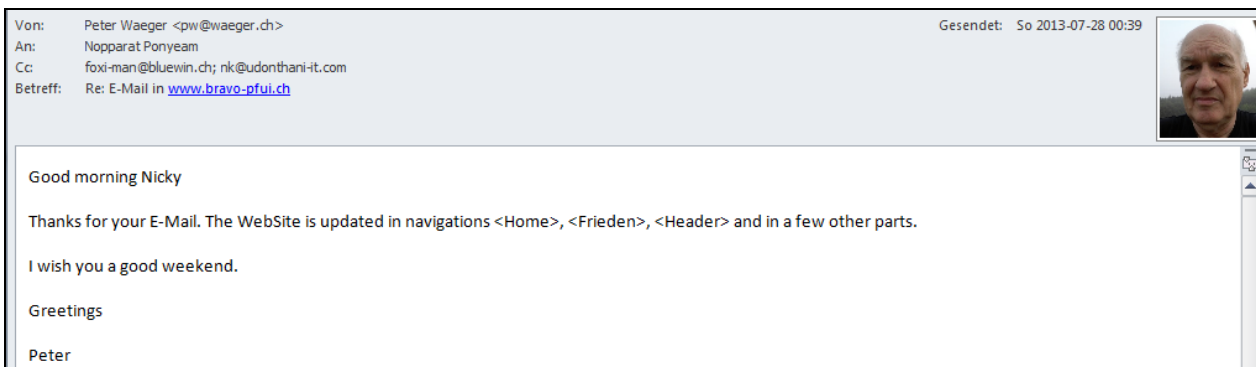 Von: Peter Waeger <pw@waeger.ch> Gesendet: So 2013-07-28 00:39
An: Nopparat Ponyeam
Cc: foxi-man@bluewin.ch; nk@udonthani-it.com
Betreff: Re: E-Mail in www.bravo-pfui.ch
Good morning Nicky
Thanks for your E-Mail. The WebSite is updated in navigations <Home>, <Frieden>, <Header> and in a few other parts.
I wish you a good weekend.
Greetings
Peter